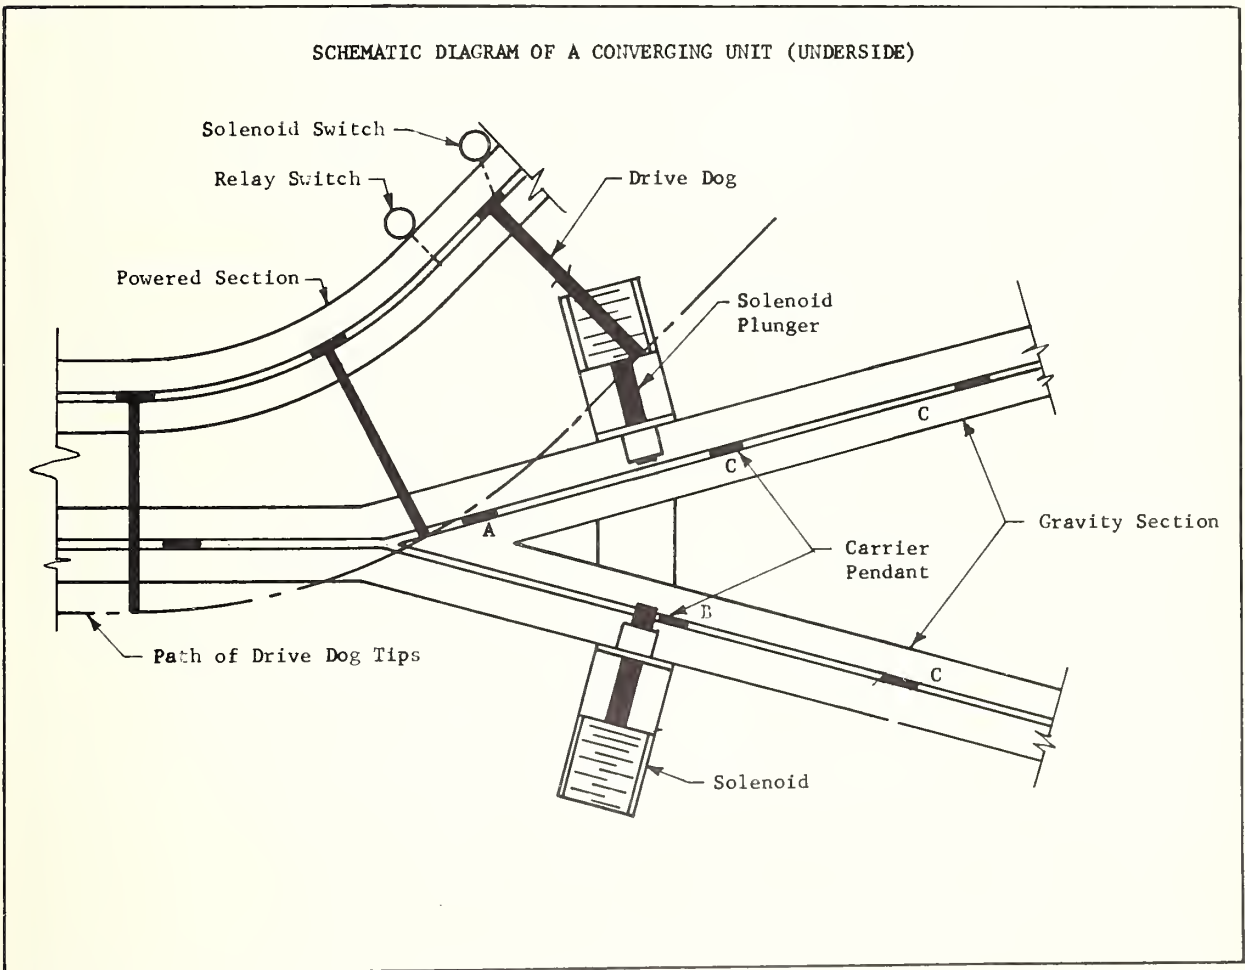 SCHEMATIC DIAGRAM OF A CONVERGING UNIT (UNDERSIDE)
Solenoid Switch
Relay Switch
Drive Dog
Powered Section
Solenoid
Plunger
C
C
A
Gravity Section
Carrier
Pendant
B
Path of Drive Dog Tips
C
Solenoid